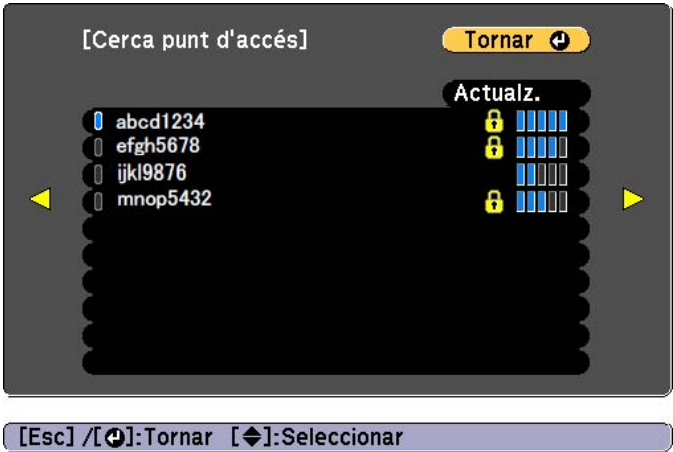 [Cerca punt d'accés]
Tornar
Actualz.
abcd1234
efgh5678
ijkl9876
mnop5432
[Esc] /[ ]:Tornar [ ]:Seleccionar